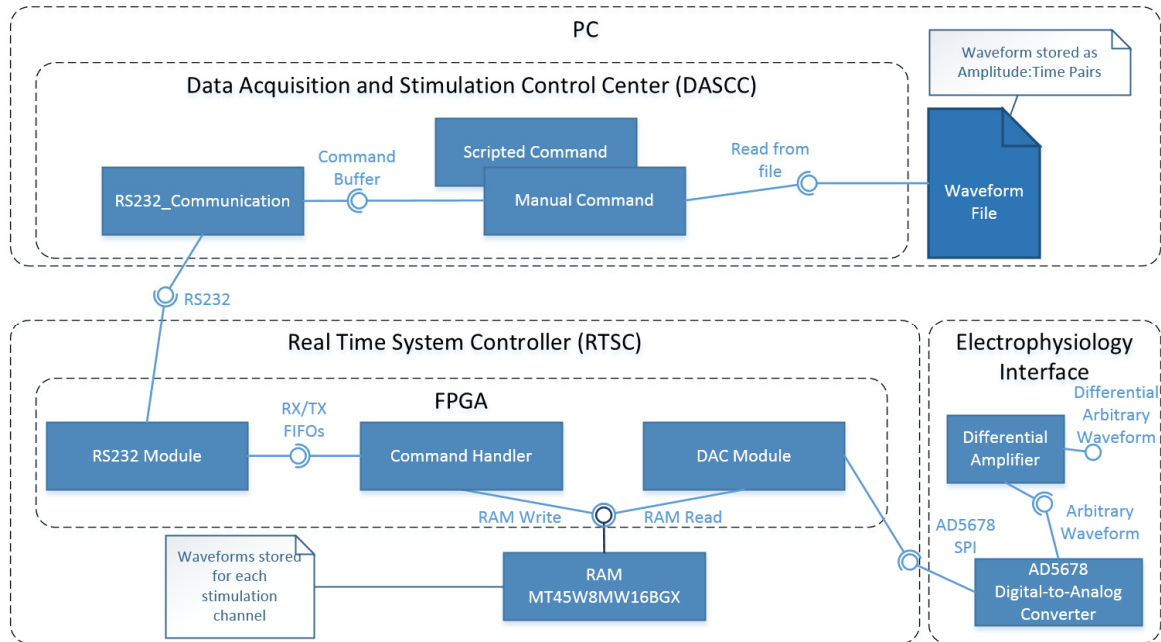 PC
Waveform stored as
Amplitude:Time Pairs
Data Acquisition and Stimulation Control Center (DASCC)
Scripted Command
Command
Buffer
Read from
file
RS232_Communication
Manual Command
Waveform
File
RS232
Real Time System Controller (RTSC)
Electrophysiology
Interface
FPGA
RX/TX
FIFOs
Differential
Arbitrary
Waveform
RS232 Module
Command Handler
DAC Module
Differential
Amplifier
RAM Write
RAM Read
Arbitrary
Waveform
AD5678
SPI
Waveforms stored
for each
stimulation
channel
RAM
MT45W8MW16BGX
AD5678
Digital-to-Analog
Converter